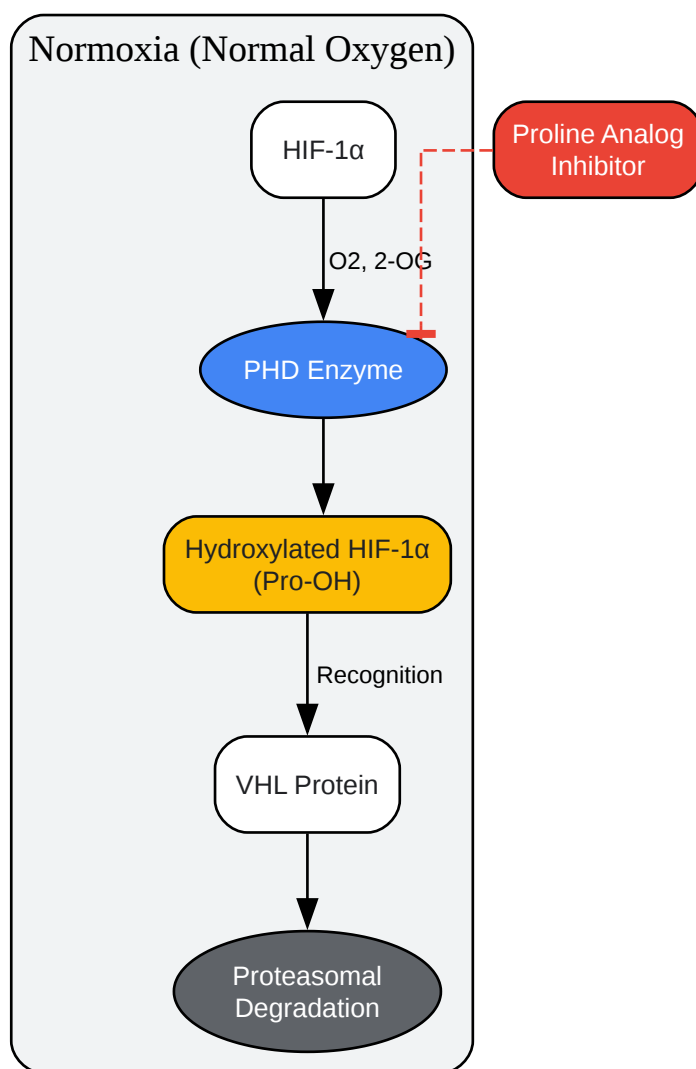 Normoxia (Normal Oxygen)
HIF-1α
Proline Analog
Inhibitor
O2, 2-OG
PHD Enzyme
Hydroxylated HIF-1α
(Pro-OH)
Recognition
VHL Protein
Proteasomal
Degradation